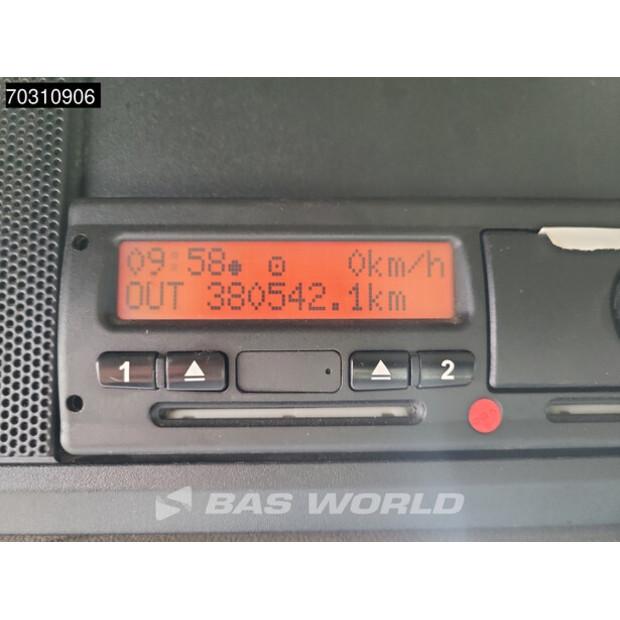 70310906
09:58 0km/h
OUT 380542.1km
1 2
BAS WORLD